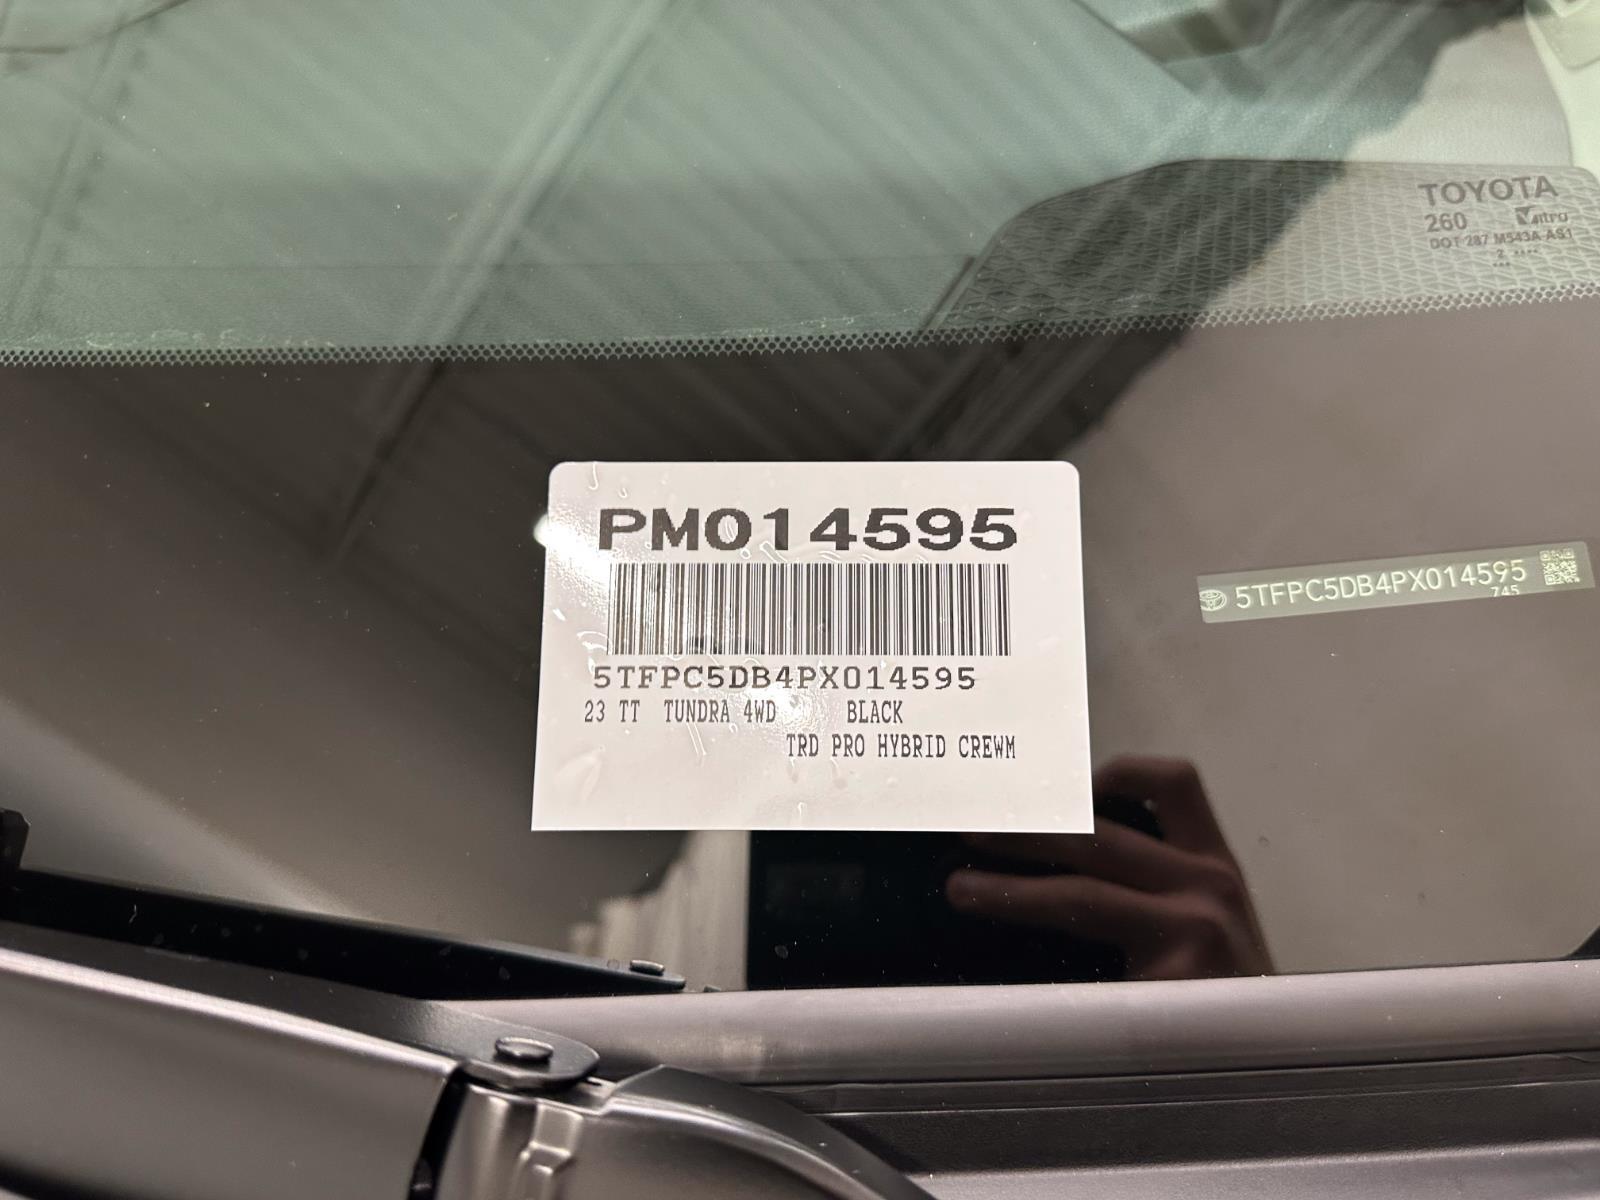 TOYOTA
260 Vitro
DOT 287 M543A AS1
PM014595
5TFPC5DB4PX014595
745
5TFPC5DB4PX014595
23 TT TUNDRA 4WD BLACK
TRD PRO HYBRID CREWM